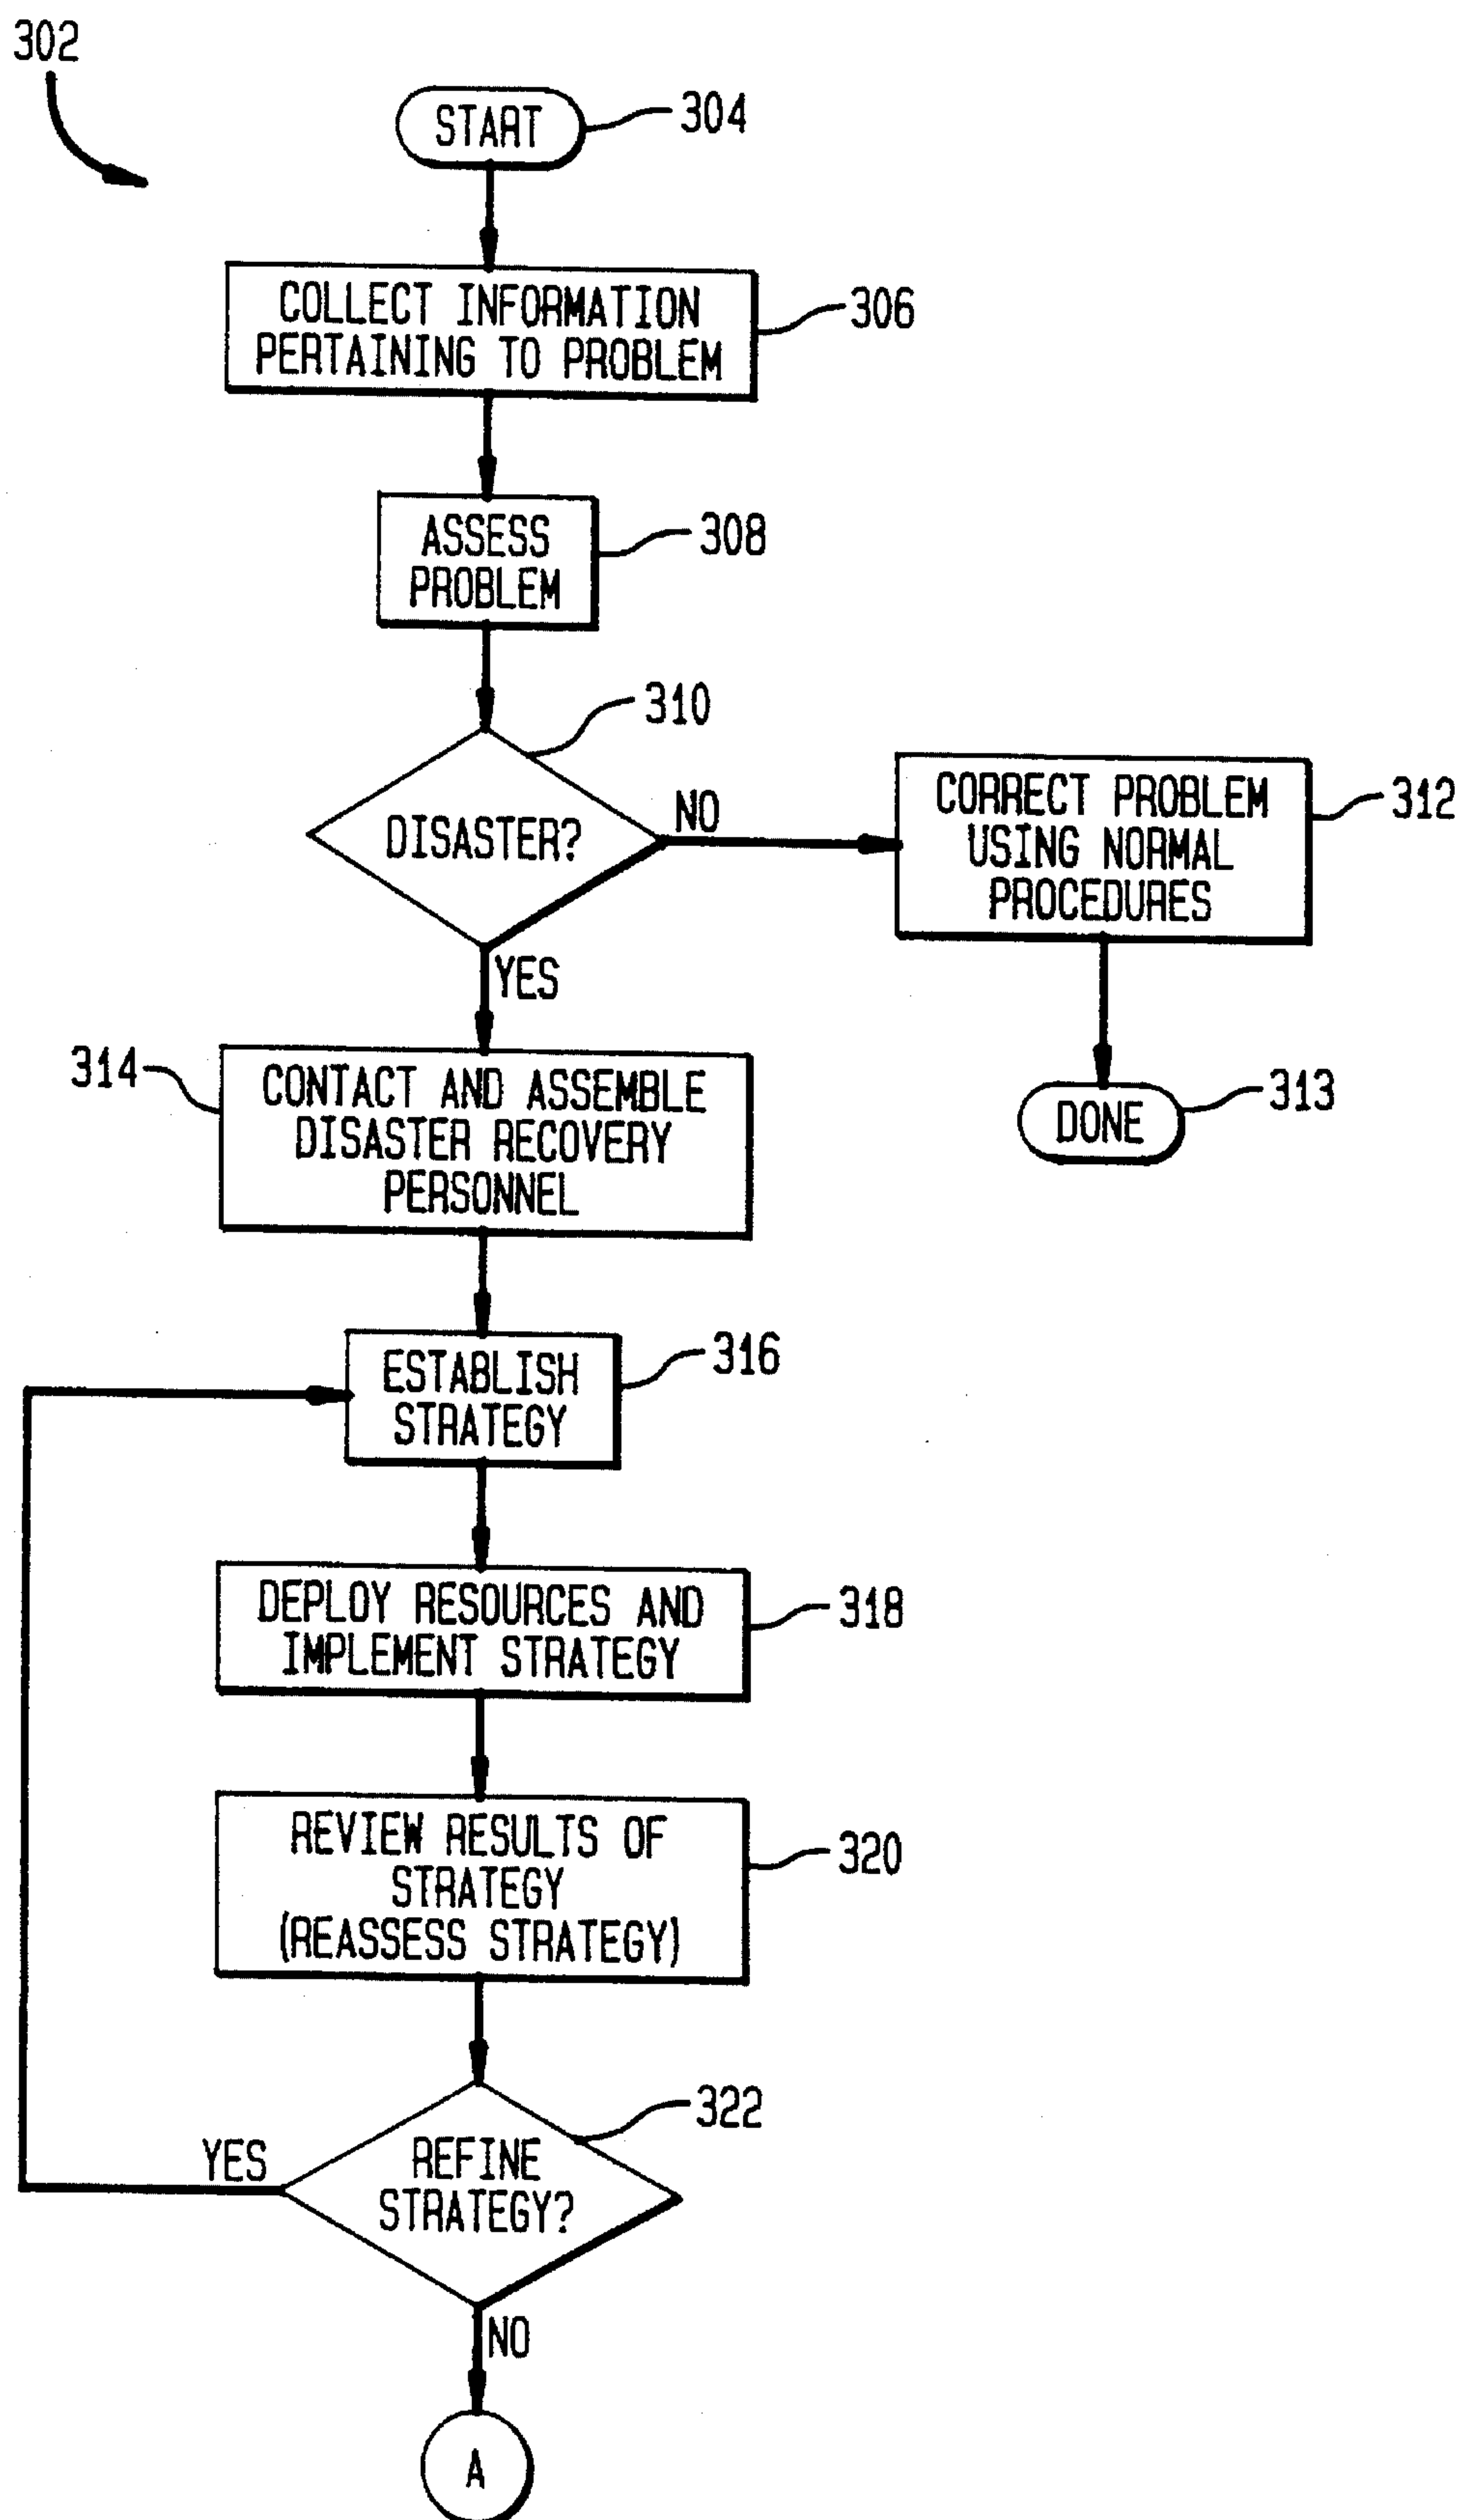 302
START
304
COLLECT INFORMATION
PERTAINING TO PROBLEM
306
ASSESS
PROBLEM
308
310
DISASTER?
NO
CORRECT PROBLEM
USING NORMAL
PROCEDURES
312
YES
DONE
313
314
CONTACT AND ASSEMBLE
DISASTER RECOVERY
PERSONNEL
ESTABLISH
STRATEGY
316
DEPLOY RESOURCES AND
IMPLEMENT STRATEGY
318
REVIEW RESULTS OF
STRATEGY
(REASSESS STRATEGY)
320
322
YES
REFINE
STRATEGY?
NO
A